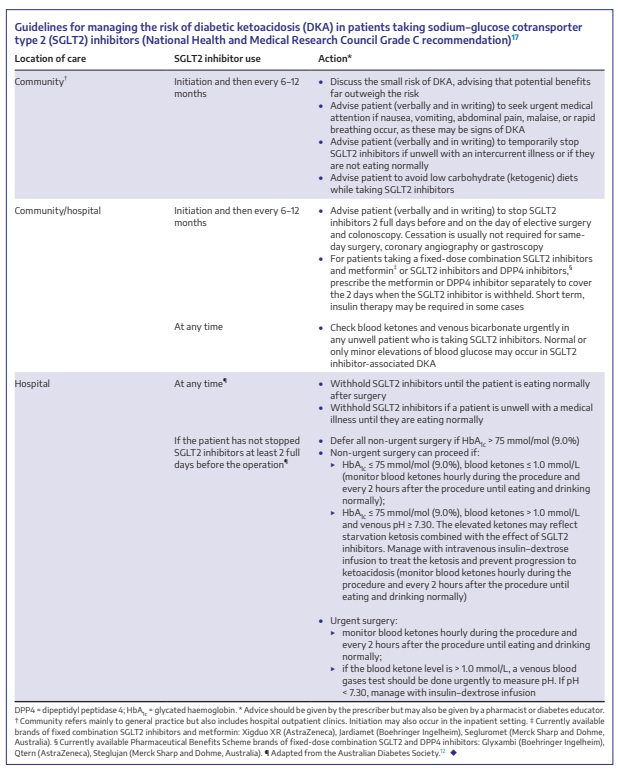 Guidelines for managing the risk of diabetic ketoacidosis (DKA) in patients taking sodium–glucose cotransporter
type 2 (SGLT2) inhibitors (National Health and Medical Research Council Grade C recommendation)17
Location of care SGLT2 inhibitor use Action*
Community† Initiation and then every 6–12 months
• Discuss the small risk of DKA, advising that potential benefits
far outweigh the risk
• Advise patient (verbally and in writing) to seek urgent medical
attention if nausea, vomiting, abdominal pain, malaise, or rapid
breathing occur, as these may be signs of DKA
• Advise patient (verbally and in writing) to temporarily stop
SGLT2 inhibitors if unwell with an intercurrent illness or if they
are not eating normally
• Advise patient to avoid low carbohydrate (ketogenic) diets
while taking SGLT2 inhibitors
Community/hospital Initiation and then every 6–12 months
• Advise patient (verbally and in writing) to stop SGLT2
inhibitors 2 full days before and on the day of elective surgery
and colonoscopy. Cessation is usually not required for same-
day surgery, coronary angiography or gastroscopy
• For patients taking a fixed-dose combination SGLT2 inhibitors
and metformin‡ or SGLT2 inhibitors and DPP4 inhibitors,§
prescribe the metformin or DPP4 inhibitor separately to cover
the 2 days when the SGLT2 inhibitor is withheld. Short term,
insulin therapy may be required in some cases
At any time
• Check blood ketones and venous bicarbonate urgently in
any unwell patient who is taking SGLT2 inhibitors. Normal or
only minor elevations of blood glucose may occur in SGLT2
inhibitor-associated DKA
Hospital At any time¶
• Withhold SGLT2 inhibitors until the patient is eating normally
after surgery
• Withhold SGLT2 inhibitors if a patient is unwell with a medical
illness until they are eating normally
If the patient has not stopped
SGLT2 inhibitors at least 2 full
days before the operation¶
• Defer all non-urgent surgery if HbA1c > 75 mmol/mol (9.0%)
• Non-urgent surgery can proceed if:
▸ HbA1c ≤ 75 mmol/mol (9.0%), blood ketones ≤ 1.0 mmol/L
(monitor blood ketones hourly during the procedure and
every 2 hours after the procedure until eating and drinking
normally);
▸ HbA1c ≤ 75 mmol/mol (9.0%), blood ketones > 1.0 mmol/L
and venous pH ≥ 7.30. The elevated ketones may reflect
starvation ketosis combined with the effect of SGLT2
inhibitors. Manage with intravenous insulin–dextrose
infusion to treat the ketosis and prevent progression to
ketoacidosis (monitor blood ketones hourly during the
procedure and every 2 hours after the procedure until
eating and drinking normally)
• Urgent surgery:
▸ monitor blood ketones hourly during the procedure and
every 2 hours after the procedure until eating and drinking
normally;
▸ if the blood ketone level is > 1.0 mmol/L, a venous blood
gases test should be done urgently to measure pH. If pH
< 7.30, manage with insulin–dextrose infusion
DPP4 = dipeptidyl peptidase 4; HbA1c = glycated haemoglobin. * Advice should be given by the prescriber but may also be given by a pharmacist or diabetes educator.
† Community refers mainly to general practice but also includes hospital outpatient clinics. Initiation may also occur in the inpatient setting. ‡ Currently available
brands of fixed combination SGLT2 inhibitors and metformin: Xigduo XR (AstraZeneca), Jardiamet (Boehringer Ingelheim), Segluromet (Merck Sharp and Dohme,
Australia). § Currently available Pharmaceutical Benefits Scheme brands of fixed-dose combination SGLT2 and DPP4 inhibitors: Glyxambi (Boehringer Ingelheim),
Qtern (AstraZeneca), Steglujan (Merck Sharp and Dohme, Australia). ¶ Adapted from the Australian Diabetes Society.12 ◆